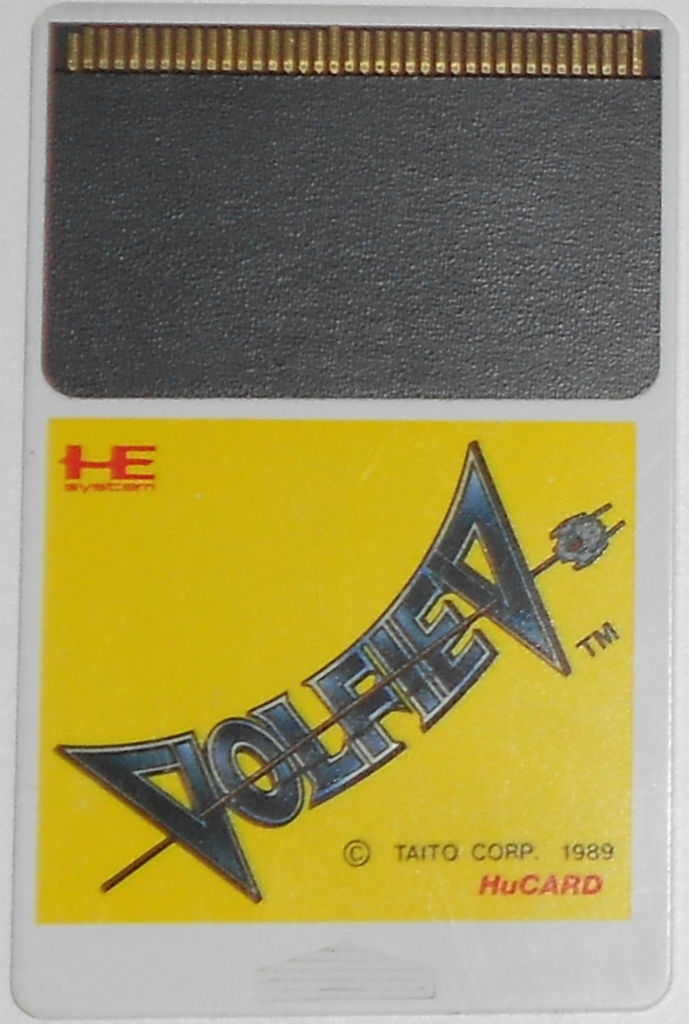 HE
system
VOLFIED
TM
© TAITO CORP. 1989
HuCARD